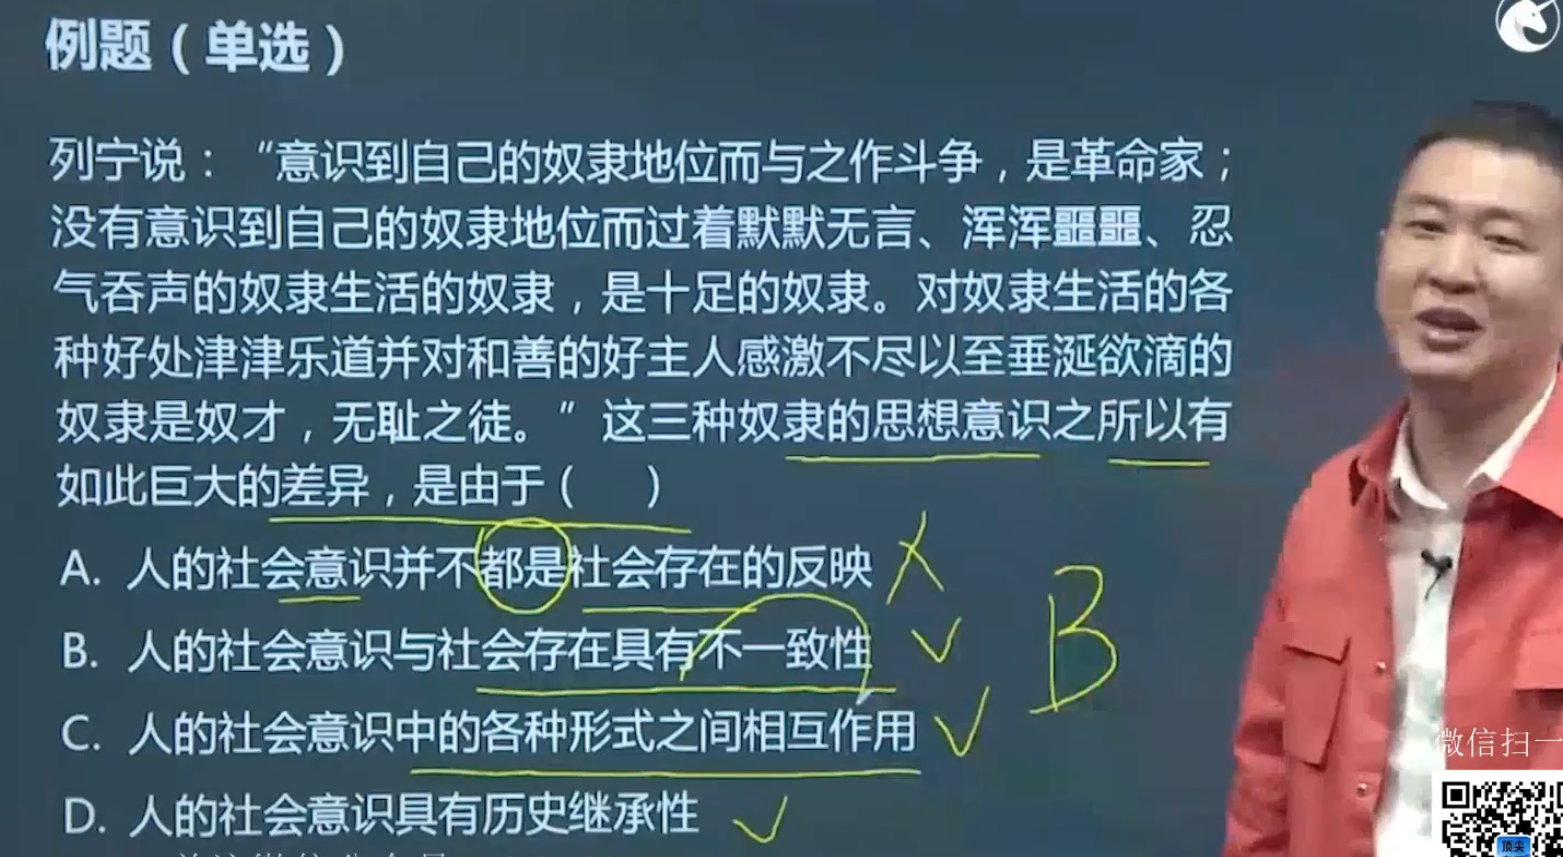 例题（单选）
列宁说：“意识到自己的奴隶地位而与之作斗争，是革命家；
没有意识到自己的奴隶地位而过着默默无言、浑浑噩噩、忍
气吞声的奴隶生活的奴隶，是十足的奴隶。对奴隶生活的各
种好处津津乐道并对和善的好主人感激不尽以至垂涎欲滴的
奴隶是奴才，无耻之徒。”这三种奴隶的思想意识之所以有
如此巨大的差异，是由于（　　）
A. 人的社会意识并不都是社会存在的反映
B. 人的社会意识与社会存在具有不一致性
B
C. 人的社会意识中的各种形式之间相互作用
D. 人的社会意识具有历史继承性
微信扫一
顶尖